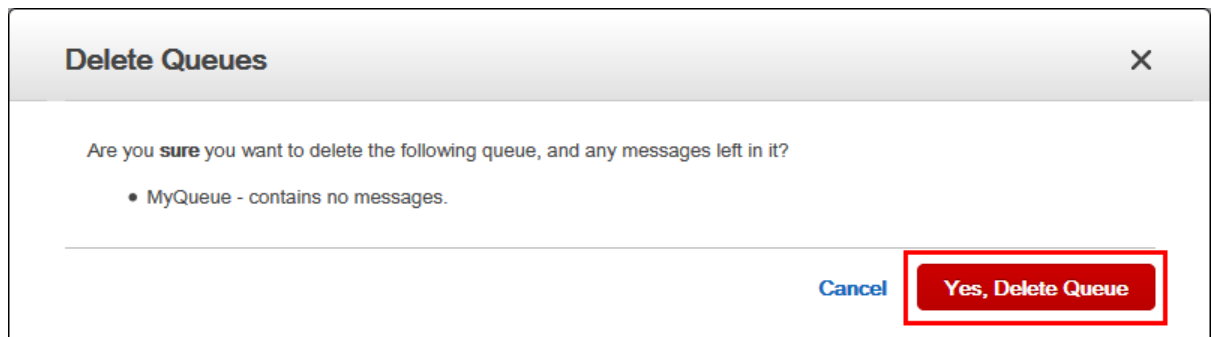 Delete Queues
Are you sure you want to delete the following queue, and any messages left in it?
• MyQueue - contains no messages.
Cancel
Yes, Delete Queue